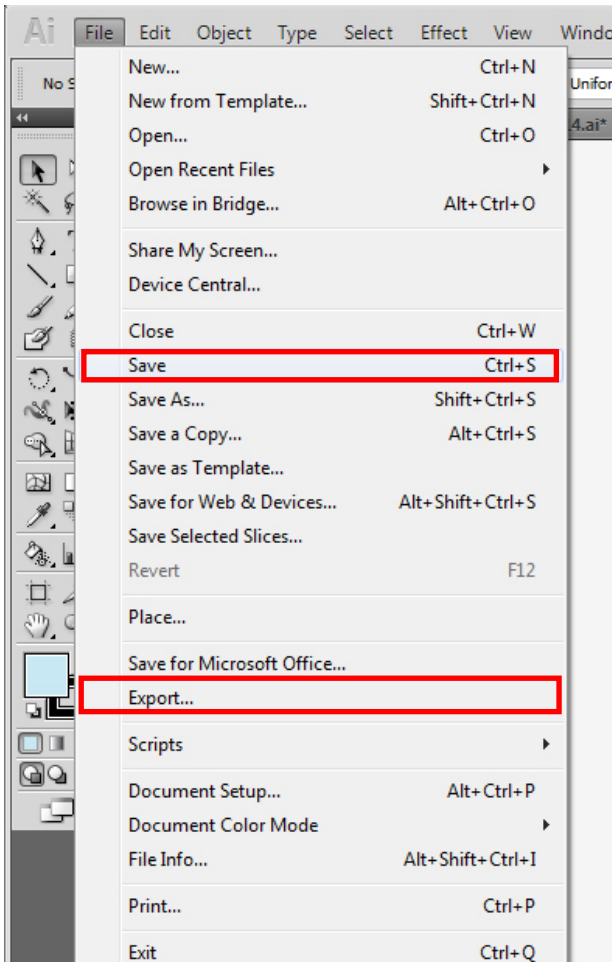 Ai File Edit Object Type Select Effect View Windo
No S
Unifor
4.ai*
New... Ctrl+N
New from Template... Shift+Ctrl+N
Open... Ctrl+O
Open Recent Files
Browse in Bridge... Alt+Ctrl+O
Share My Screen...
Device Central...
Close Ctrl+W
Save Ctrl+S
Save As... Shift+Ctrl+S
Save a Copy... Alt+Ctrl+S
Save as Template...
Save for Web & Devices... Alt+Shift+Ctrl+S
Save Selected Slices...
Revert F12
Place...
Save for Microsoft Office...
Export...
Scripts
Document Setup... Alt+Ctrl+P
Document Color Mode
File Info... Alt+Shift+Ctrl+I
Print... Ctrl+P
Exit Ctrl+Q